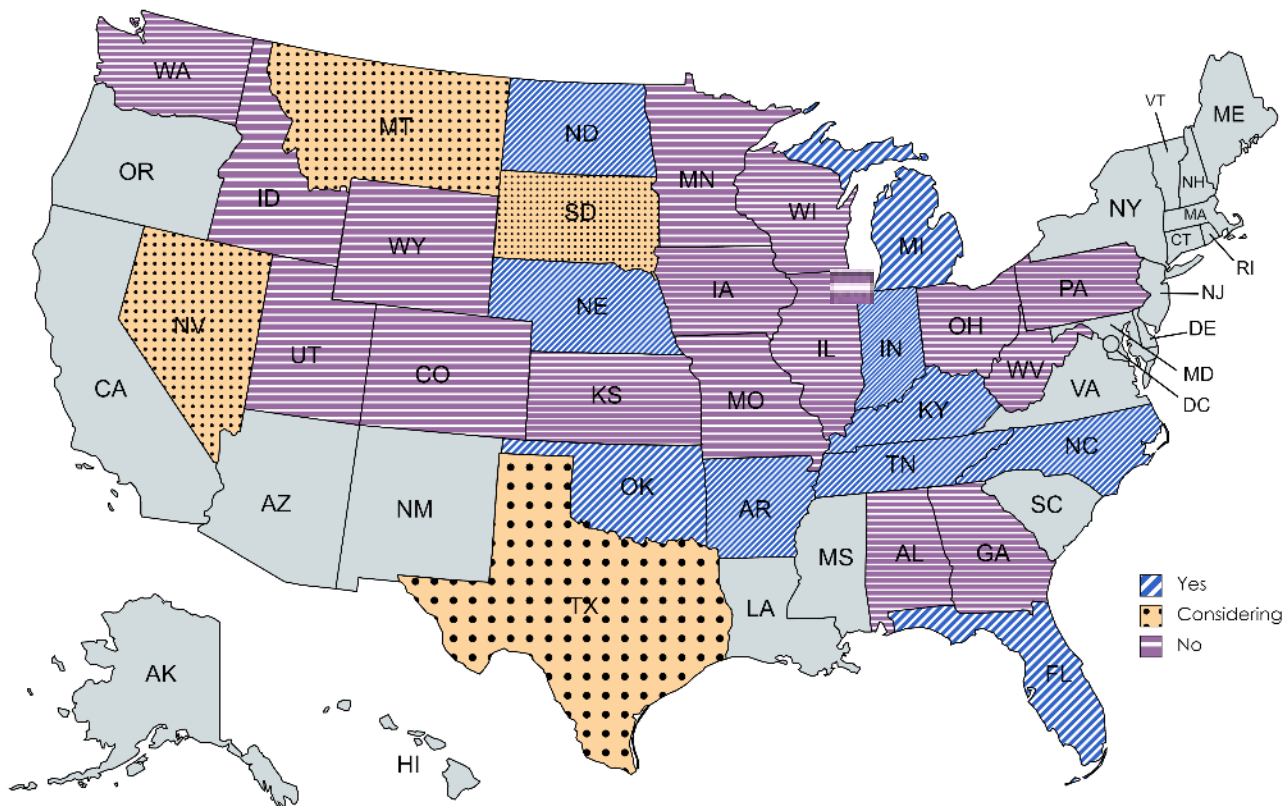 WA
MT
ND
MN
VT
ME
OR
ID
SD
WI
MI
NY
NH
MA
CT
RI
WY
NV
NE
IA
PA
NJ
UT
CO
IL
IN
OH
DE
CA
KS
MO
WV
VA
MD
DC
KY
AZ
NM
OK
AR
TN
NC
SC
TX
LA
MS
AL
GA
FL
AK
HI
Yes
Considering
No